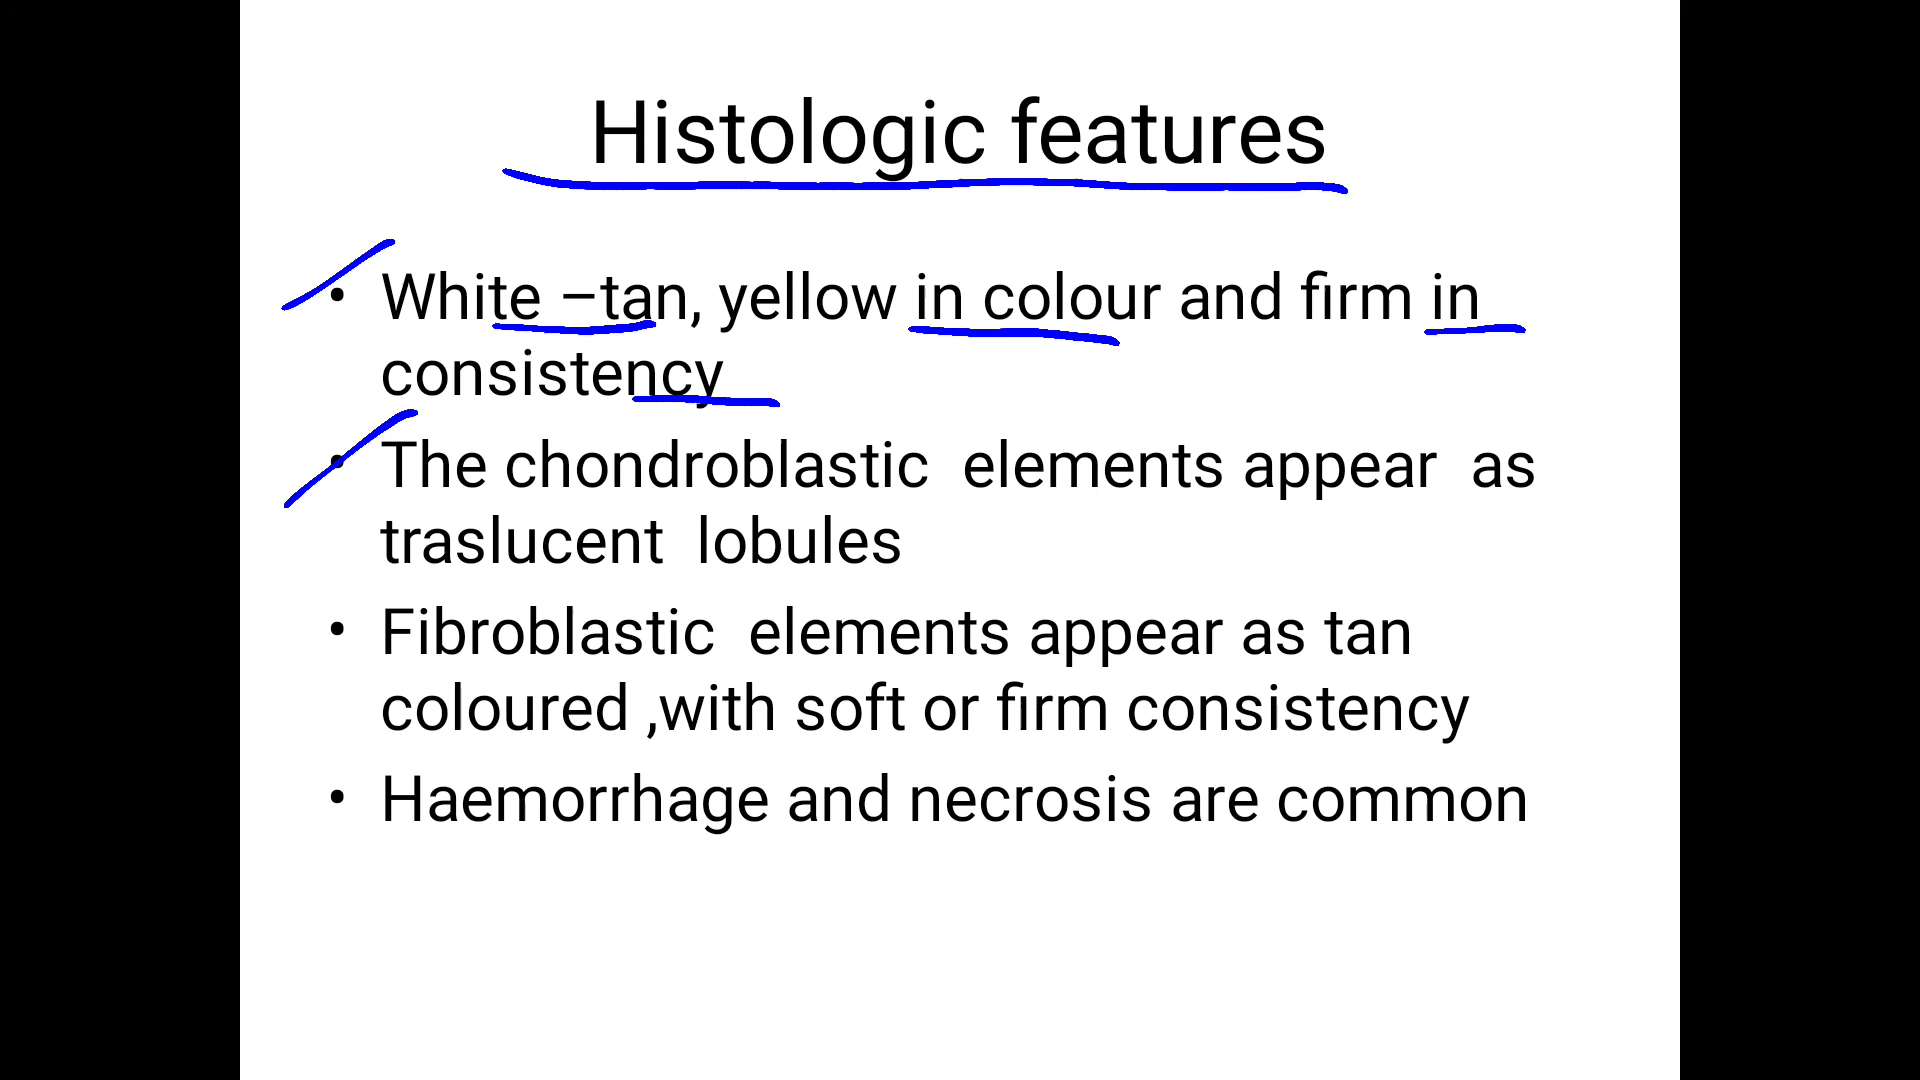 Histologic features
• White –tan, yellow in colour and firm in
consistency
• The chondroblastic  elements appear  as
traslucent  lobules
• Fibroblastic  elements appear as tan
coloured ,with soft or firm consistency
• Haemorrhage and necrosis are common